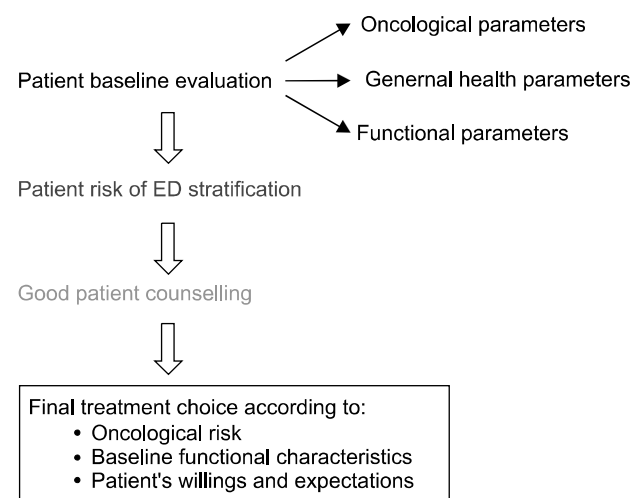 Oncological parameters
Patient baseline evaluation
Genernal health parameters
Functional parameters
Patient risk of ED stratification
Good patient counselling
Final treatment choice according to:
• Oncological risk
• Baseline functional characteristics
• Patient's willings and expectations